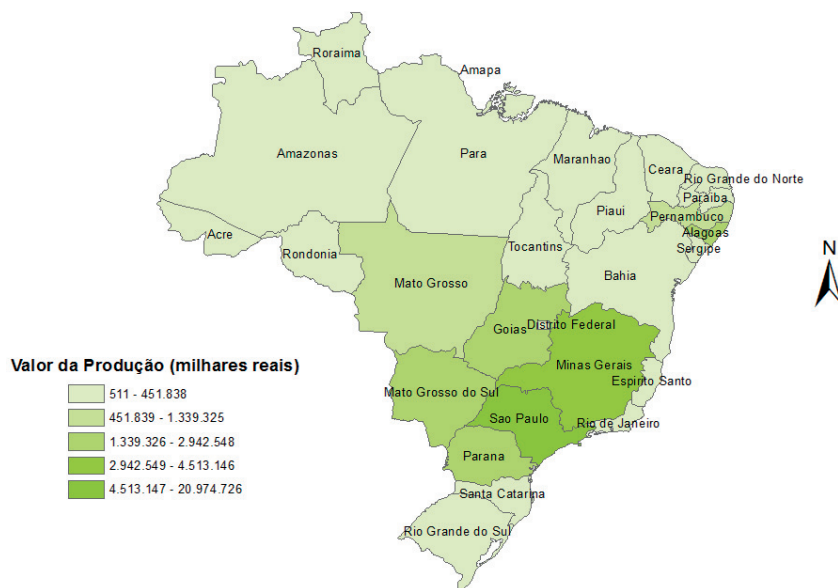 Roraima
Amapa
Amazonas
Para
Maranhao
Ceara
Rio Grande do Norte
Paraiba
Piaui
Pernambuco
Acre
Rondonia
Tocantins
Alagoas
Sergipe
Bahia
Mato Grosso
N
Goias
Distrito Federal
Minas Gerais
Valor da Produção (milhares reais)
511 - 451.838
451.839 - 1.339.325
1.339.326 - 2.942.548
2.942.549 - 4.513.146
4.513.147 - 20.974.726
Mato Grosso do Sul
Espirito Santo
Sao Paulo
Rio de Janeiro
Parana
Santa Catarina
Rio Grande do Sul